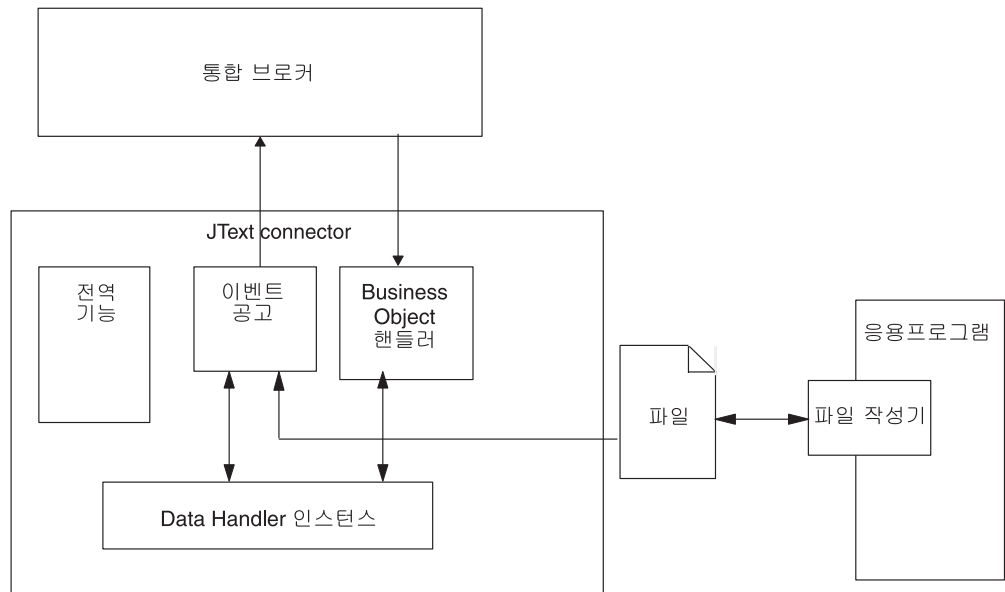 통합 브로커
JText connector
전역
기능
이벤트
공고
Business
Object
핸들러
응용프로그램
파일
파일 작성기
Data Handler 인스턴스